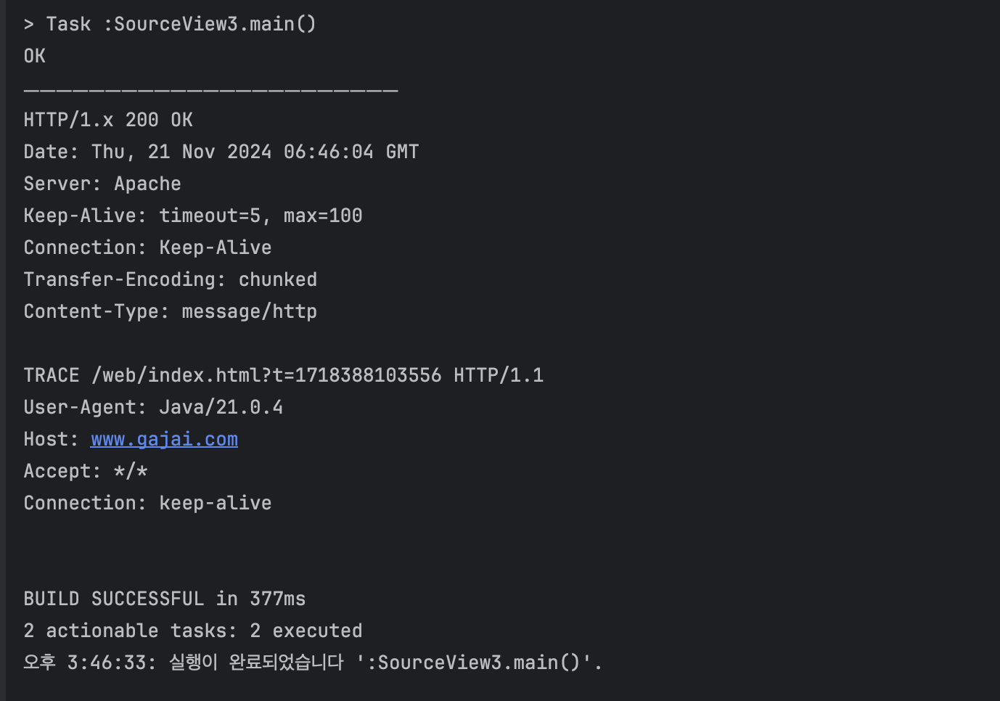 > Task :SourceView3.main()
OK
————————————————————————
HTTP/1.x 200 OK
Date: Thu, 21 Nov 2024 06:46:04 GMT
Server: Apache
Keep-Alive: timeout=5, max=100
Connection: Keep-Alive
Transfer-Encoding: chunked
Content-Type: message/http
TRACE /web/index.html?t=1718388103556 HTTP/1.1
User-Agent: Java/21.0.4
Host: www.gajai.com
Accept: */*
Connection: keep-alive
BUILD SUCCESSFUL in 377ms
2 actionable tasks: 2 executed
오후 3:46:33: 실행이 완료되었습니다 ':SourceView3.main()'.